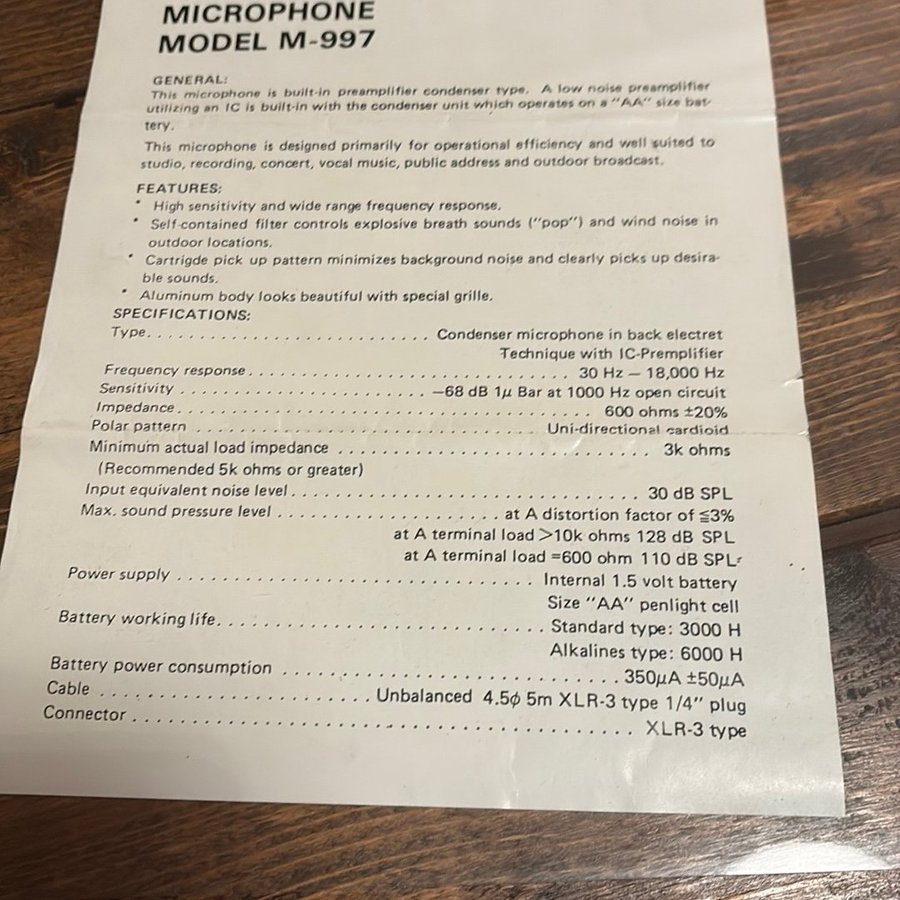 MICROPHONE
MODEL M-997
GENERAL:
This microphone is built-in preamplifier condenser type. A low noise preamplifier
utilizing an IC is built-in with the condenser unit which operates on a "AA" size bat-
tery.
This microphone is designed primarily for operational efficiency and well suited to
studio, recording, concert, vocal music, public address and outdoor broadcast.
FEATURES:
* High sensitivity and wide range frequency response.
* Self-contained filter controls explosive breath sounds ("pop") and wind noise in
outdoor locations.
* Cartrigde pick up pattern minimizes background noise and clearly picks up desira-
ble sounds.
* Aluminum body looks beautiful with special grille.
SPECIFICATIONS:
Type. . . . . . . . . . . . . . . . . . . . . . . . . . . . Condenser microphone in back electret
Technique with IC-Premplifier
Frequency response . . . . . . . . . . . . . . . . . . . . . . . . . . . . . . 30 Hz – 18,000 Hz
Sensitivity . . . . . . . . . . . . . . . . . . . . . . . –68 dB 1μ Bar at 1000 Hz open circuit
Impedance . . . . . . . . . . . . . . . . . . . . . . . . . . . . . . . . . . . . . . . 600 ohms ±20%
Polar pattern . . . . . . . . . . . . . . . . . . . . . . . . . . . . . . . Uni-directional cardioid
Minimum actual load impedance . . . . . . . . . . . . . . . . . . . . . . . . . . . . 3k ohms
(Recommended 5k ohms or greater)
Input equivalent noise level . . . . . . . . . . . . . . . . . . . . . . . . . . . . . . . 30 dB SPL
Max. sound pressure level . . . . . . . . . . . . . . . . . . . . at A distortion factor of ≦3%
at A terminal load >10k ohms 128 dB SPL
at A terminal load =600 ohm 110 dB SPL
Power supply . . . . . . . . . . . . . . . . . . . . . . . . . . . . . . . Internal 1.5 volt battery
Size "AA" penlight cell
Battery working life. . . . . . . . . . . . . . . . . . . . . . . . . . . . Standard type: 3000 H
Alkalines type: 6000 H
Battery power consumption . . . . . . . . . . . . . . . . . . . . . . . . . . . . 350μA ±50μA
Cable . . . . . . . . . . . . . . . . . . . . . . . Unbalanced 4.5φ 5m XLR-3 type 1/4" plug
Connector . . . . . . . . . . . . . . . . . . . . . . . . . . . . . . . . . . . . . . . . XLR-3 type